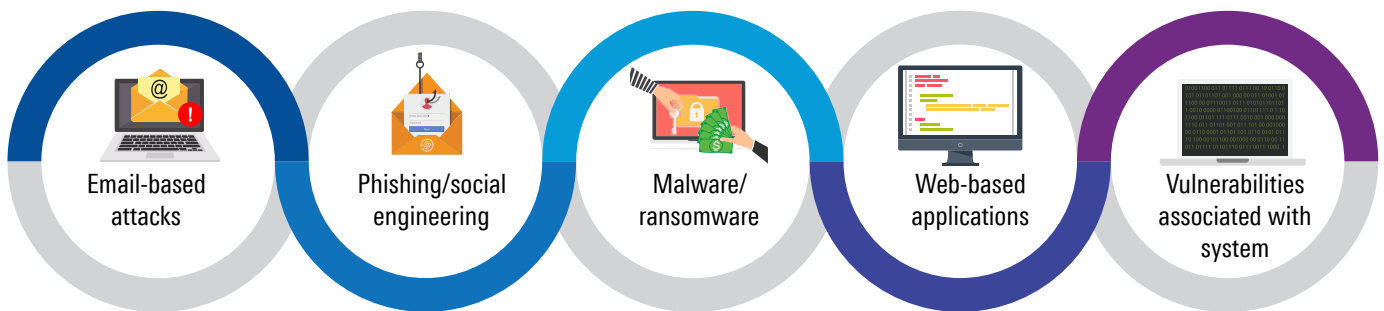 @
!
@
$
Email-based
attacks
Phishing/social
engineering
Malware/
ransomware
Web-based
applications
Vulnerabilities
associated with
system